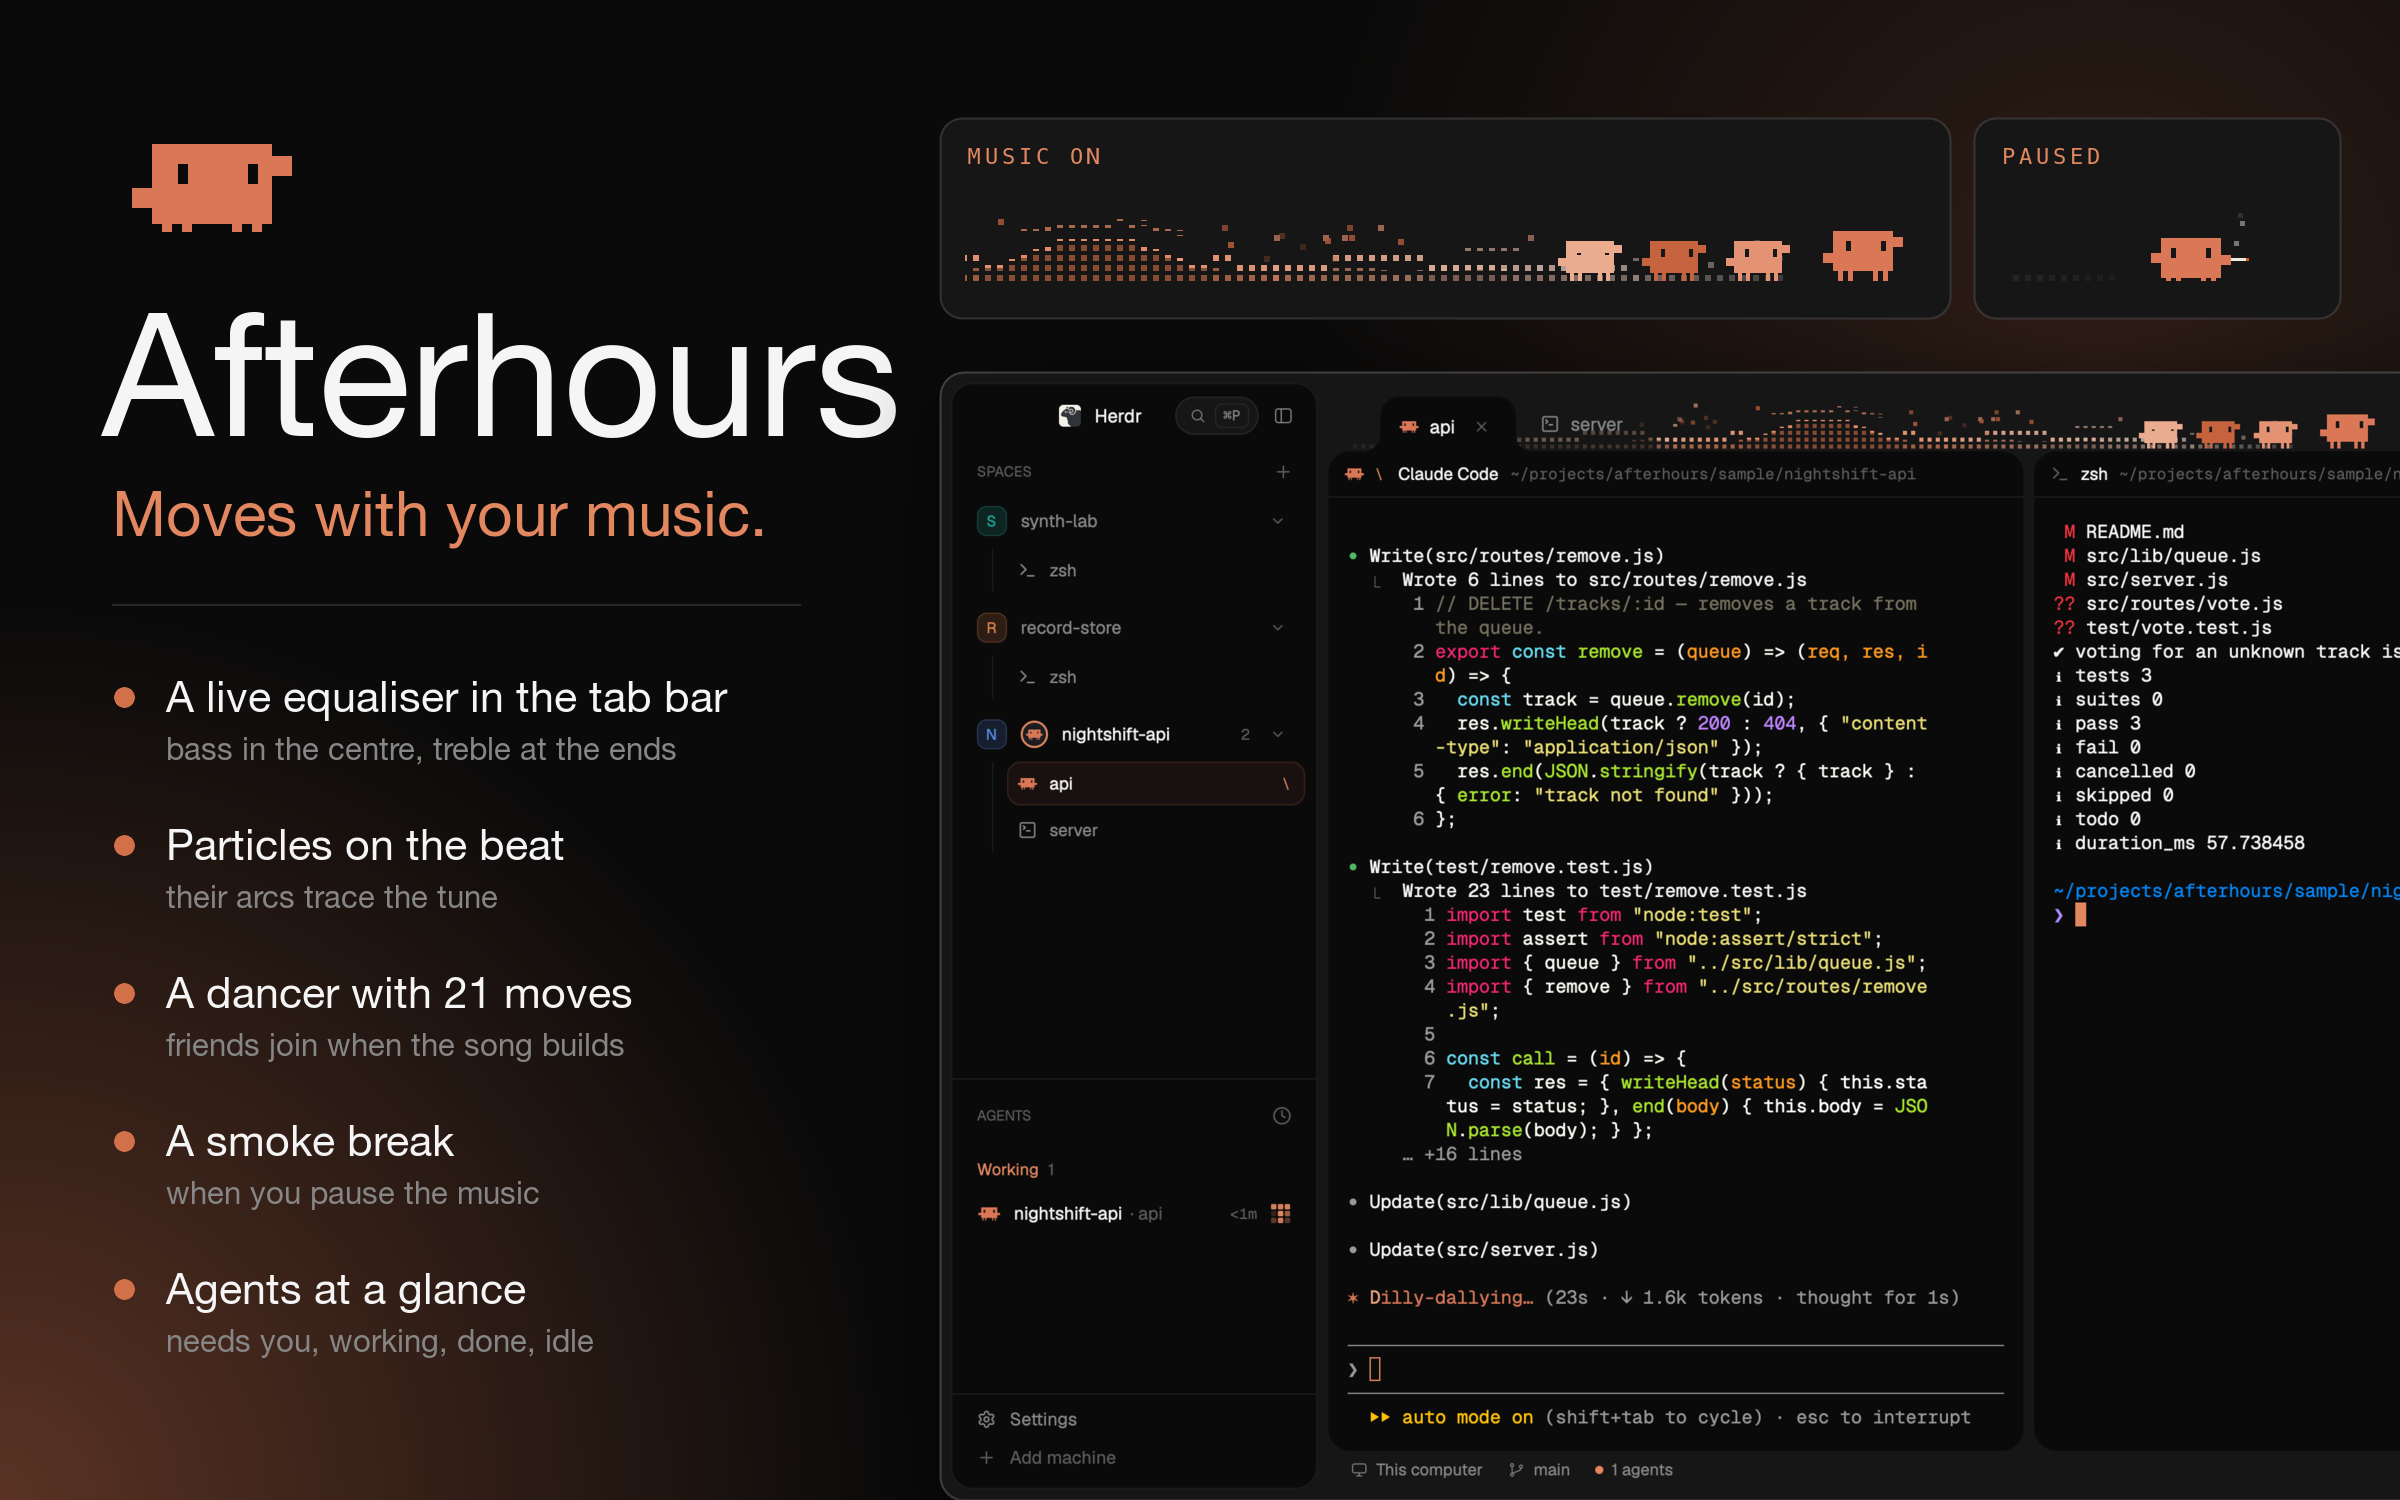 Afterhours
Moves with your music.
A live equaliser in the tab bar
bass in the centre, treble at the ends
Particles on the beat
their arcs trace the tune
A dancer with 21 moves
friends join when the song builds
A smoke break
when you pause the music
Agents at a glance
needs you, working, done, idle
MUSIC ON
PAUSED
Herdr
⌘P
SPACES
S synth-lab
zsh
R record-store
zsh
N nightshift-api 2
api \
server
AGENTS
Working 1
nightshift-api · api <1m
Settings
Add machine
api
server
\ Claude Code ~/projects/afterhours/sample/nightshift-api
● Write(src/routes/remove.js)
└ Wrote 6 lines to src/routes/remove.js
1 // DELETE /tracks/:id — removes a track from
the queue.
2 export const remove = (queue) => (req, res, i
d) => {
3 const track = queue.remove(id);
4 res.writeHead(track ? 200 : 404, { "content
-type": "application/json" });
5 res.end(JSON.stringify(track ? { track } :
{ error: "track not found" }));
6 };
● Write(test/remove.test.js)
└ Wrote 23 lines to test/remove.test.js
1 import test from "node:test";
2 import assert from "node:assert/strict";
3 import { queue } from "../src/lib/queue.js";
4 import { remove } from "../src/routes/remove
.js";
5
6 const call = (id) => {
7 const res = { writeHead(status) { this.sta
tus = status; }, end(body) { this.body = JSO
N.parse(body); } };
… +16 lines
● Update(src/lib/queue.js)
● Update(src/server.js)
✶ Dilly-dallying… (23s · ↓ 1.6k tokens · thought for 1s)
❯
⏵⏵ auto mode on (shift+tab to cycle) · esc to interrupt
This computer
main
1 agents
zsh ~/projects/afterhours/sample/n
M README.md
M src/lib/queue.js
M src/server.js
?? src/routes/vote.js
?? test/vote.test.js
✔ voting for an unknown track is
ℹ tests 3
ℹ suites 0
ℹ pass 3
ℹ fail 0
ℹ cancelled 0
ℹ skipped 0
ℹ todo 0
ℹ duration_ms 57.738458
~/projects/afterhours/sample/nig
❯